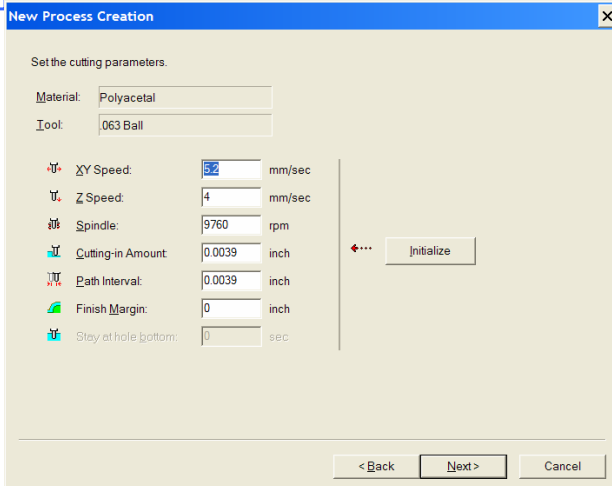 New Process Creation
Set the cutting parameters.
Material: Polyacetal
Tool: .063 Ball
XY Speed: 5.2 mm/sec
Z Speed: 4 mm/sec
Spindle: 9760 rpm
Cutting-in Amount: 0.0039 inch
Initialize
Path Interval: 0.0039 inch
Finish Margin: 0 inch
Stay at hole bottom: 0 sec
< Back Next > Cancel